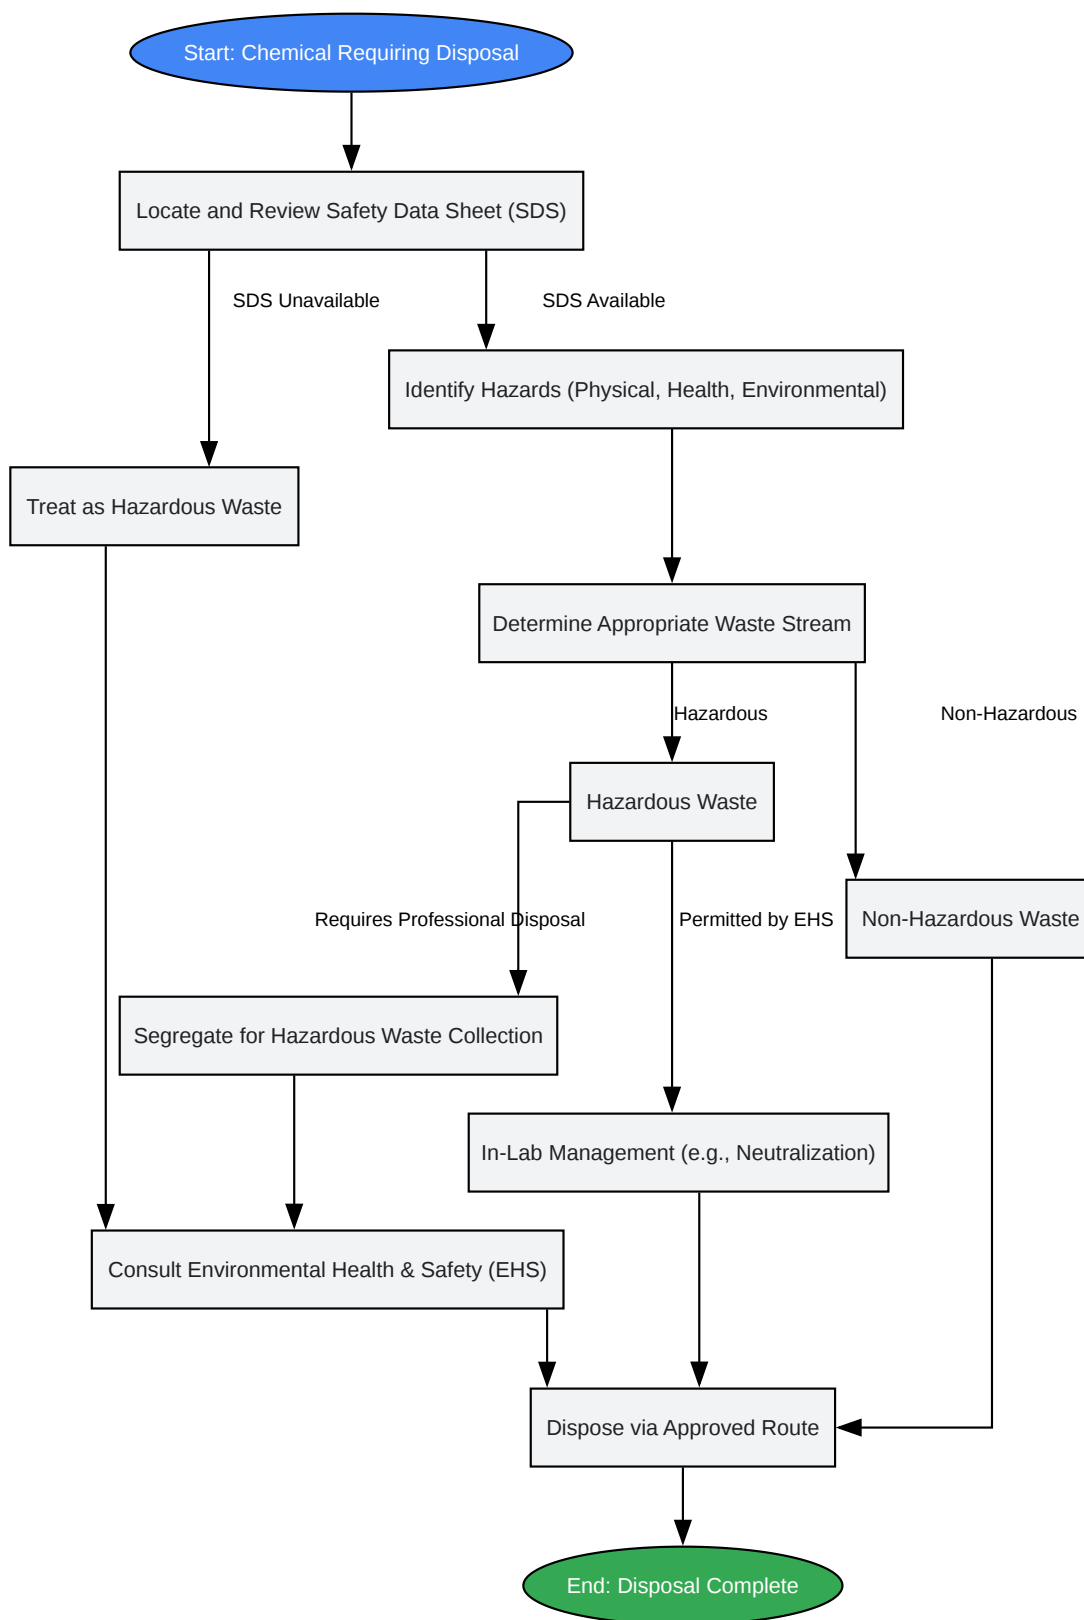 Start: Chemical Requiring Disposal
Locate and Review Safety Data Sheet (SDS)
SDS Unavailable
SDS Available
Identify Hazards (Physical, Health, Environmental)
Treat as Hazardous Waste
Determine Appropriate Waste Stream
Hazardous
Non-Hazardous
Hazardous Waste
Requires Professional Disposal
Permitted by EHS
Non-Hazardous Waste
Segregate for Hazardous Waste Collection
In-Lab Management (e.g., Neutralization)
Consult Environmental Health & Safety (EHS)
Dispose via Approved Route
End: Disposal Complete